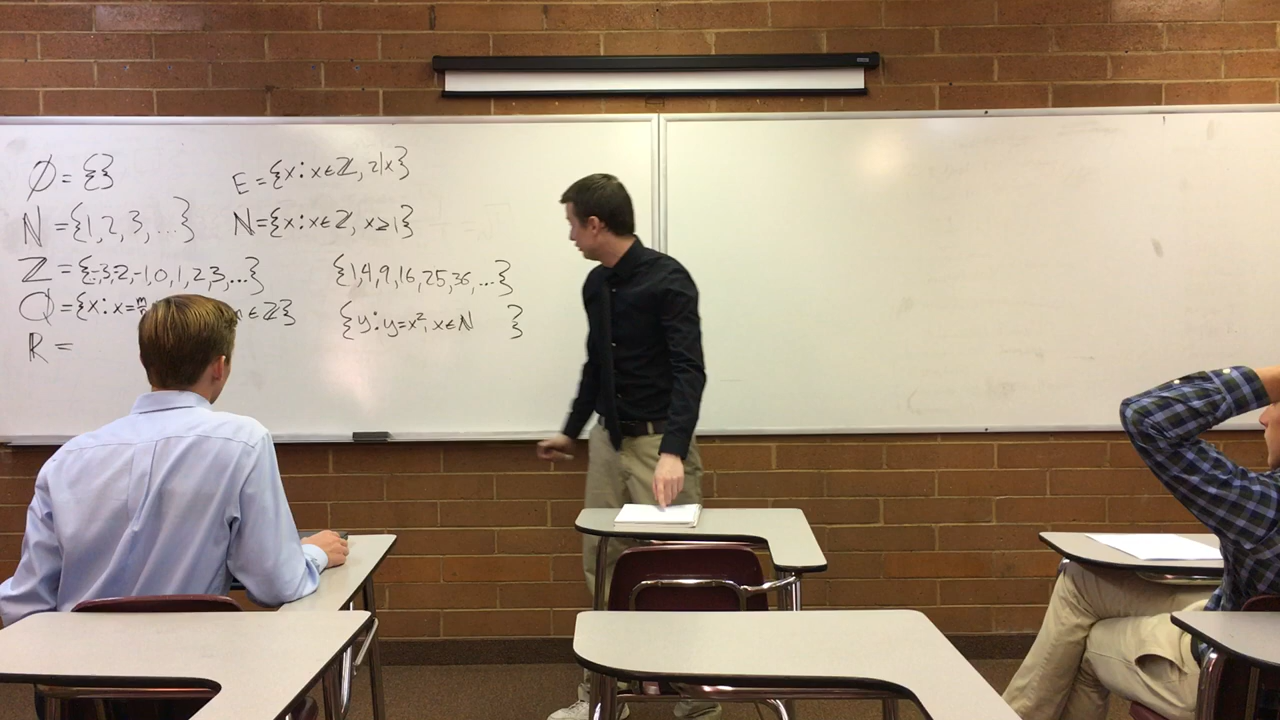 ∅ = {}
N = {1, 2, 3, ...}
Z = {...-3,-2,-1,0,1,2,3,...}
Q = {x : x = m ∈ Z}
R =
E = {x : x ∈ Z, 2|x}
N = {x : x ∈ Z, x ≥ 1}
{1,4,9,16,25,36,...}
{y : y = x², x ∈ N }